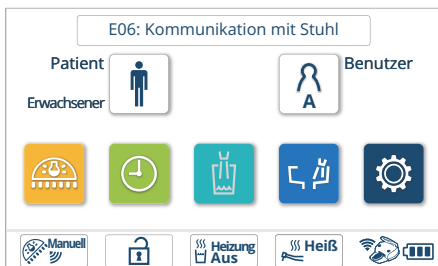 E06: Kommunikation mit Stuhl
Patient
Benutzer
Erwachsener
A
Manuell
Heizung
Aus
Heiß